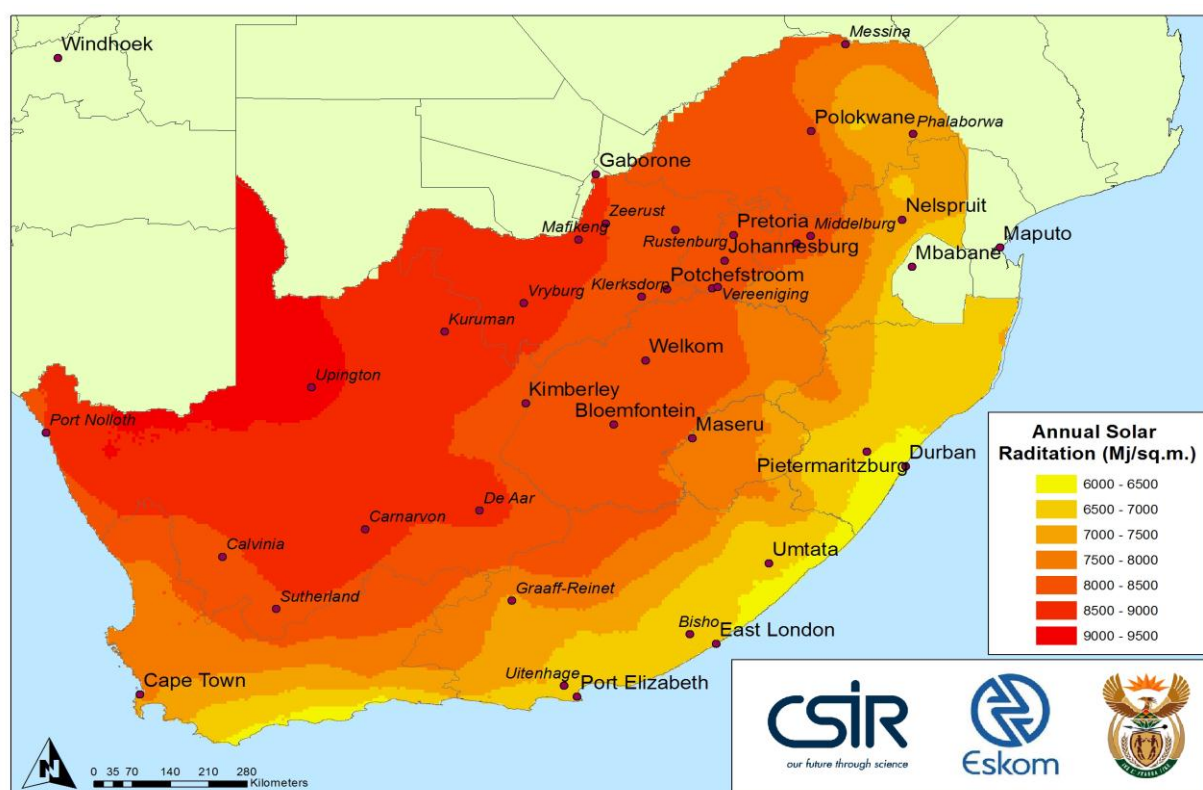 Windhoek
Messina
Polokwane
Phalaborwa
Gaborone
Zeerust
Mafikeng
Rustenburg
Pretoria
Middelburg
Nelspruit
Johannesburg
Maputo
Mbabane
Klerksdorp
Potchefstroom
Vereeniging
Vryburg
Kuruman
Welkom
Upington
Kimberley
Bloemfontein
Maseru
Port Nolloth
Pietermaritzburg
Durban
De Aar
Carnarvon
Calvinia
Umtata
Sutherland
Graaff-Reinet
Bisho
East London
Uitenhage
Port Elizabeth
Cape Town
Annual Solar
Raditation (Mj/sq.m.)
6000 - 6500
6500 - 7000
7000 - 7500
7500 - 8000
8000 - 8500
8500 - 9000
9000 - 9500
N
0 35 70 140 210 280
Kilometers
CSIR
our future through science
Eskom